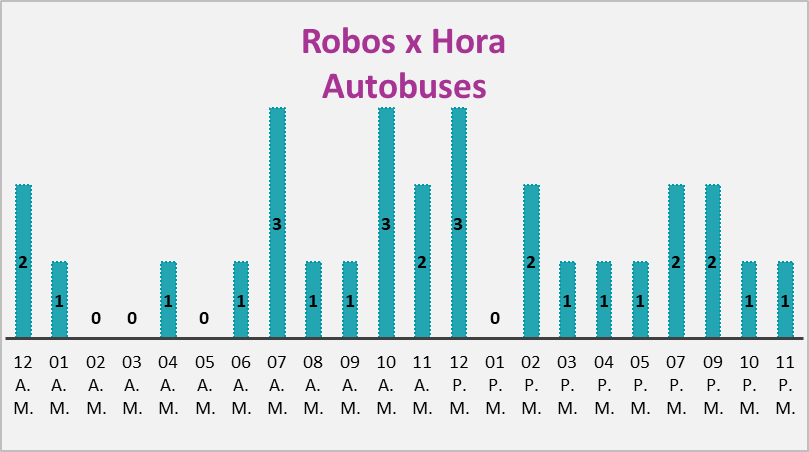 Robos x Hora
Autobuses
2 1 0 0 1 0 1 3 1 1 3 2 3 0 2 1 1 1 2 2 1 1
12 01 02 03 04 05 06 07 08 09 10 11 12 01 02 03 04 05 07 09 10 11
A. A. A. A. A. A. A. A. A. A. A. A. P. P. P. P. P. P. P. P. P. P.
M. M. M. M. M. M. M. M. M. M. M. M. M. M. M. M. M. M. M. M. M. M.